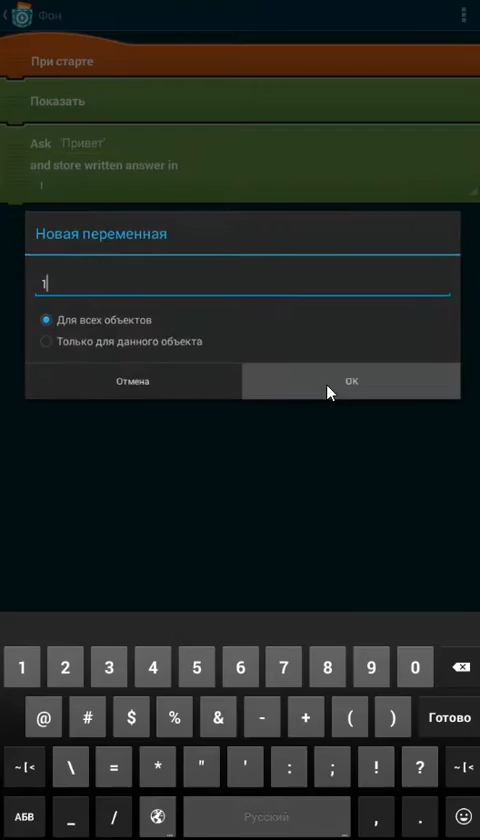 Фон
При старте
Показать
Ask 'Привет'
and store written answer in
Новая переменная
1
Для всех объектов
Только для данного объекта
Отмена OK
1 2 3 4 5 6 7 8 9 0
@ # $ % & - + ( ) Готово
~ [ < \ = * " ' : ; ! ? ~ [ <
АБВ _ / Русский , .